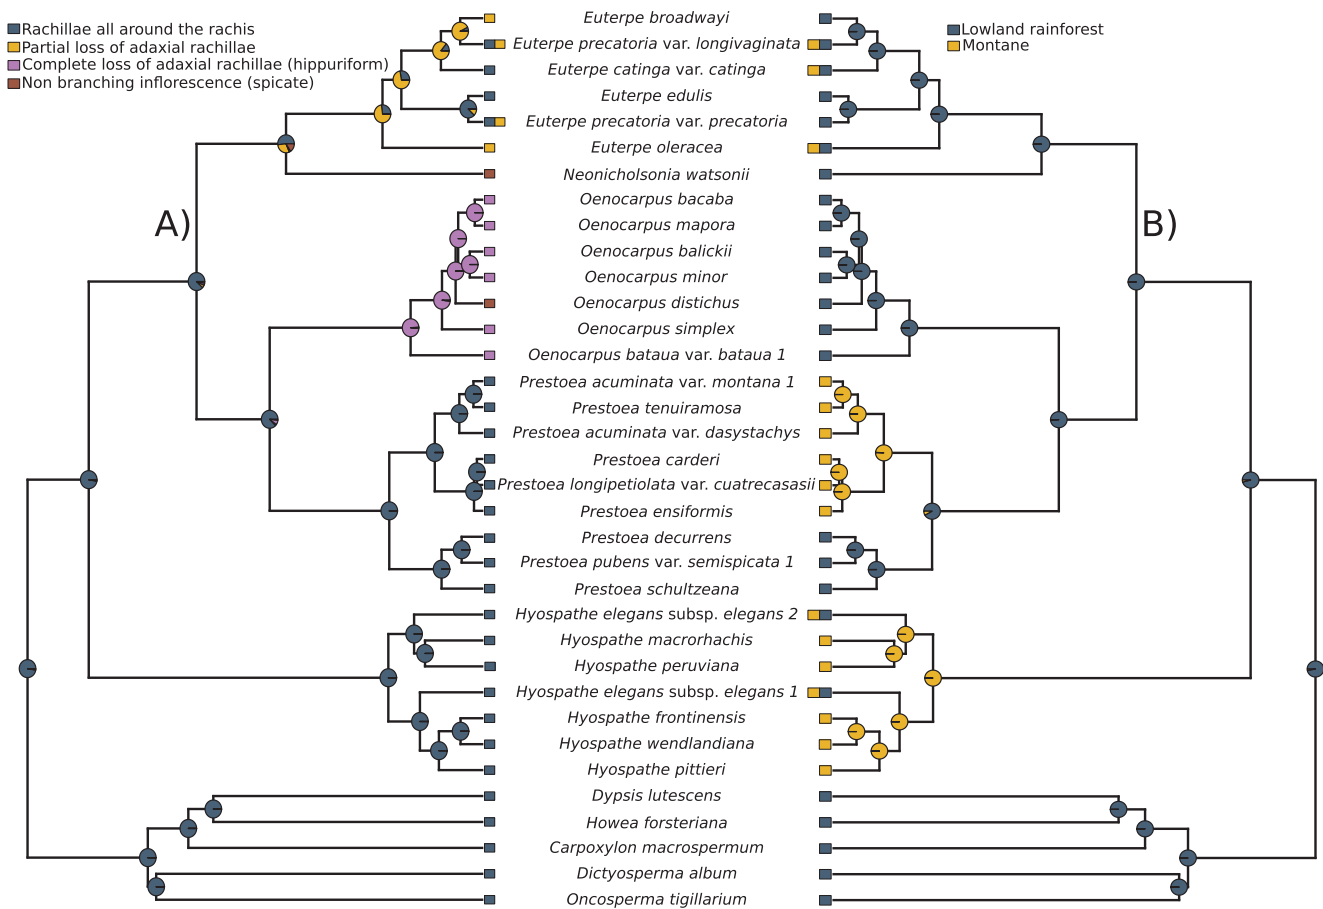 Rachillae all around the rachis
Partial loss of adaxial rachillae
Complete loss of adaxial rachillae (hippuriform)
Non branching inflorescence (spicate)
Lowland rainforest
Montane
A)
B)
Euterpe broadwayi
Euterpe precatoria var. longivaginata
Euterpe catinga var. catinga
Euterpe edulis
Euterpe precatoria var. precatoria
Euterpe oleracea
Neonicholsonia watsonii
Oenocarpus bacaba
Oenocarpus mapora
Oenocarpus balickii
Oenocarpus minor
Oenocarpus distichus
Oenocarpus simplex
Oenocarpus bataua var. bataua 1
Prestoea acuminata var. montana 1
Prestoea tenuiramosa
Prestoea acuminata var. dasystachys
Prestoea carderi
Prestoea longipetiolata var. cuatrecasasii
Prestoea ensiformis
Prestoea decurrens
Prestoea pubens var. semispicata 1
Prestoea schultzeana
Hyospathe elegans subsp. elegans 2
Hyospathe macrorhachis
Hyospathe peruviana
Hyospathe elegans subsp. elegans 1
Hyospathe frontinensis
Hyospathe wendlandiana
Hyospathe pittieri
Dypsis lutescens
Howea forsteriana
Carpoxylon macrospermum
Dictyosperma album
Oncosperma tigillarium